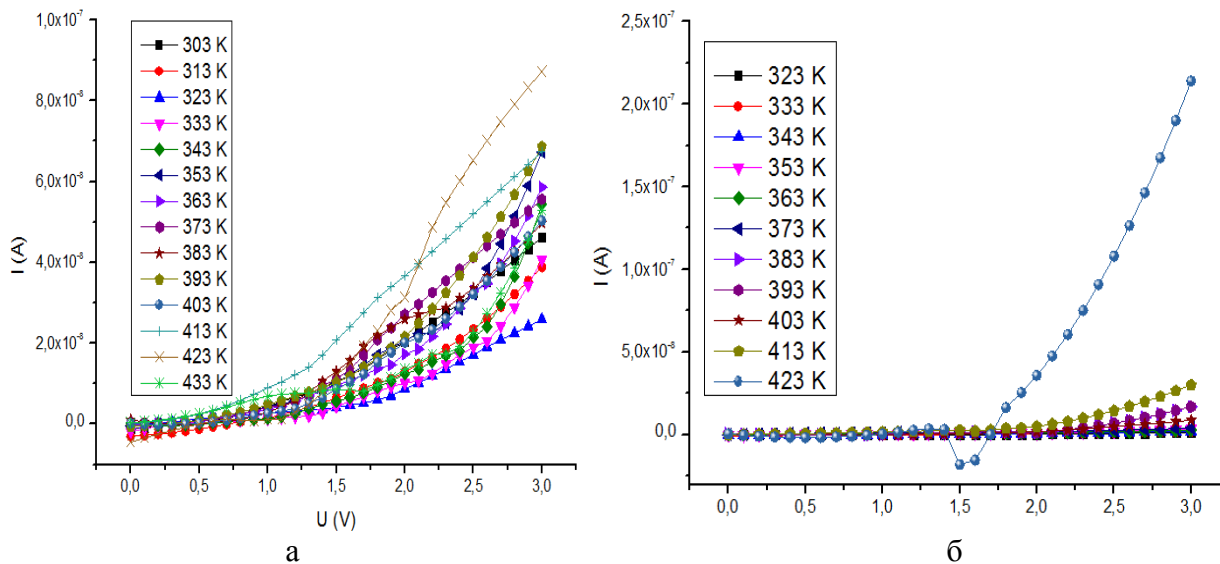 1,0x10⁻⁷
8,0x10⁻⁸
6,0x10⁻⁸
4,0x10⁻⁸
2,0x10⁻⁸
0,0
I (A)
303 K
313 K
323 K
333 K
343 K
353 K
363 K
373 K
383 K
393 K
403 K
413 K
423 K
433 K
0,0 0,5 1,0 1,5 2,0 2,5 3,0
U (V)
а
2,5x10⁻⁷
2,0x10⁻⁷
1,5x10⁻⁷
1,0x10⁻⁷
5,0x10⁻⁸
0,0
I (A)
323 K
333 K
343 K
353 K
363 K
373 K
383 K
393 K
403 K
413 K
423 K
0,0 0,5 1,0 1,5 2,0 2,5 3,0
б